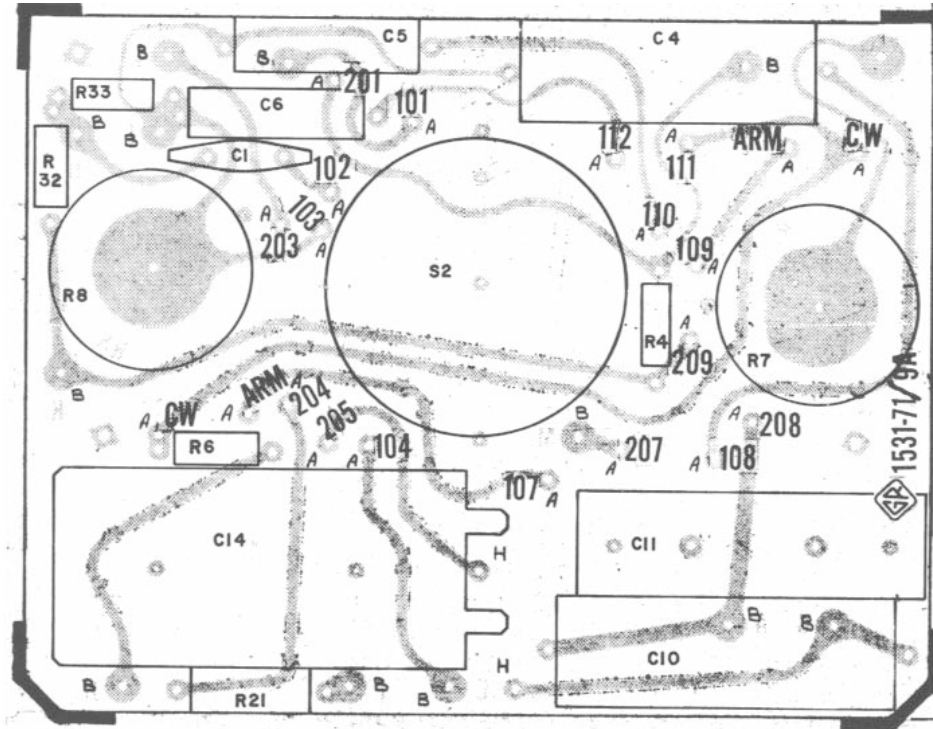 C5
C4
B
B
B
A
201
R33
C6
101
B
A
B
112
ARM
CW
R
32
C1
102
A
111
A
A
A
A
103
A
A
110
203
A
A
109
A
S2
R8
R4
209
A
R7
B
1531-71/9A
ARM
A
204
CW
A
A
205
B
208
R6
A
A
104
A
207
A
108
107
A
GR
C14
C11
H
B
B
C10
H
B
B
B
R21